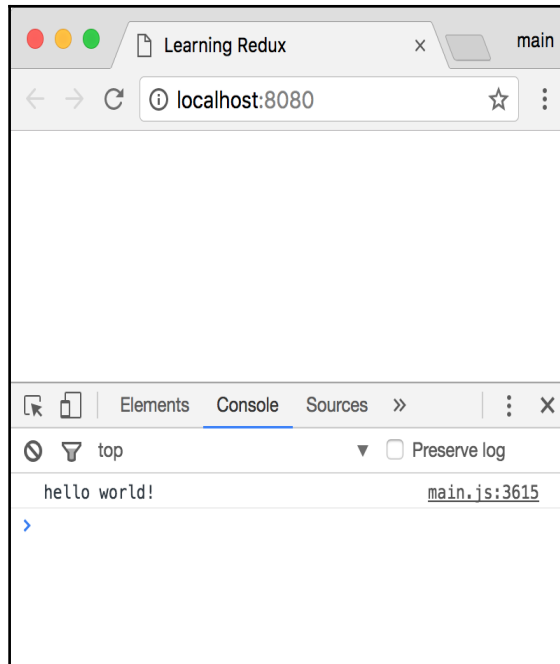 Learning Redux
main
localhost:8080
Elements Console Sources »
top Preserve log
hello world! main.js:3615